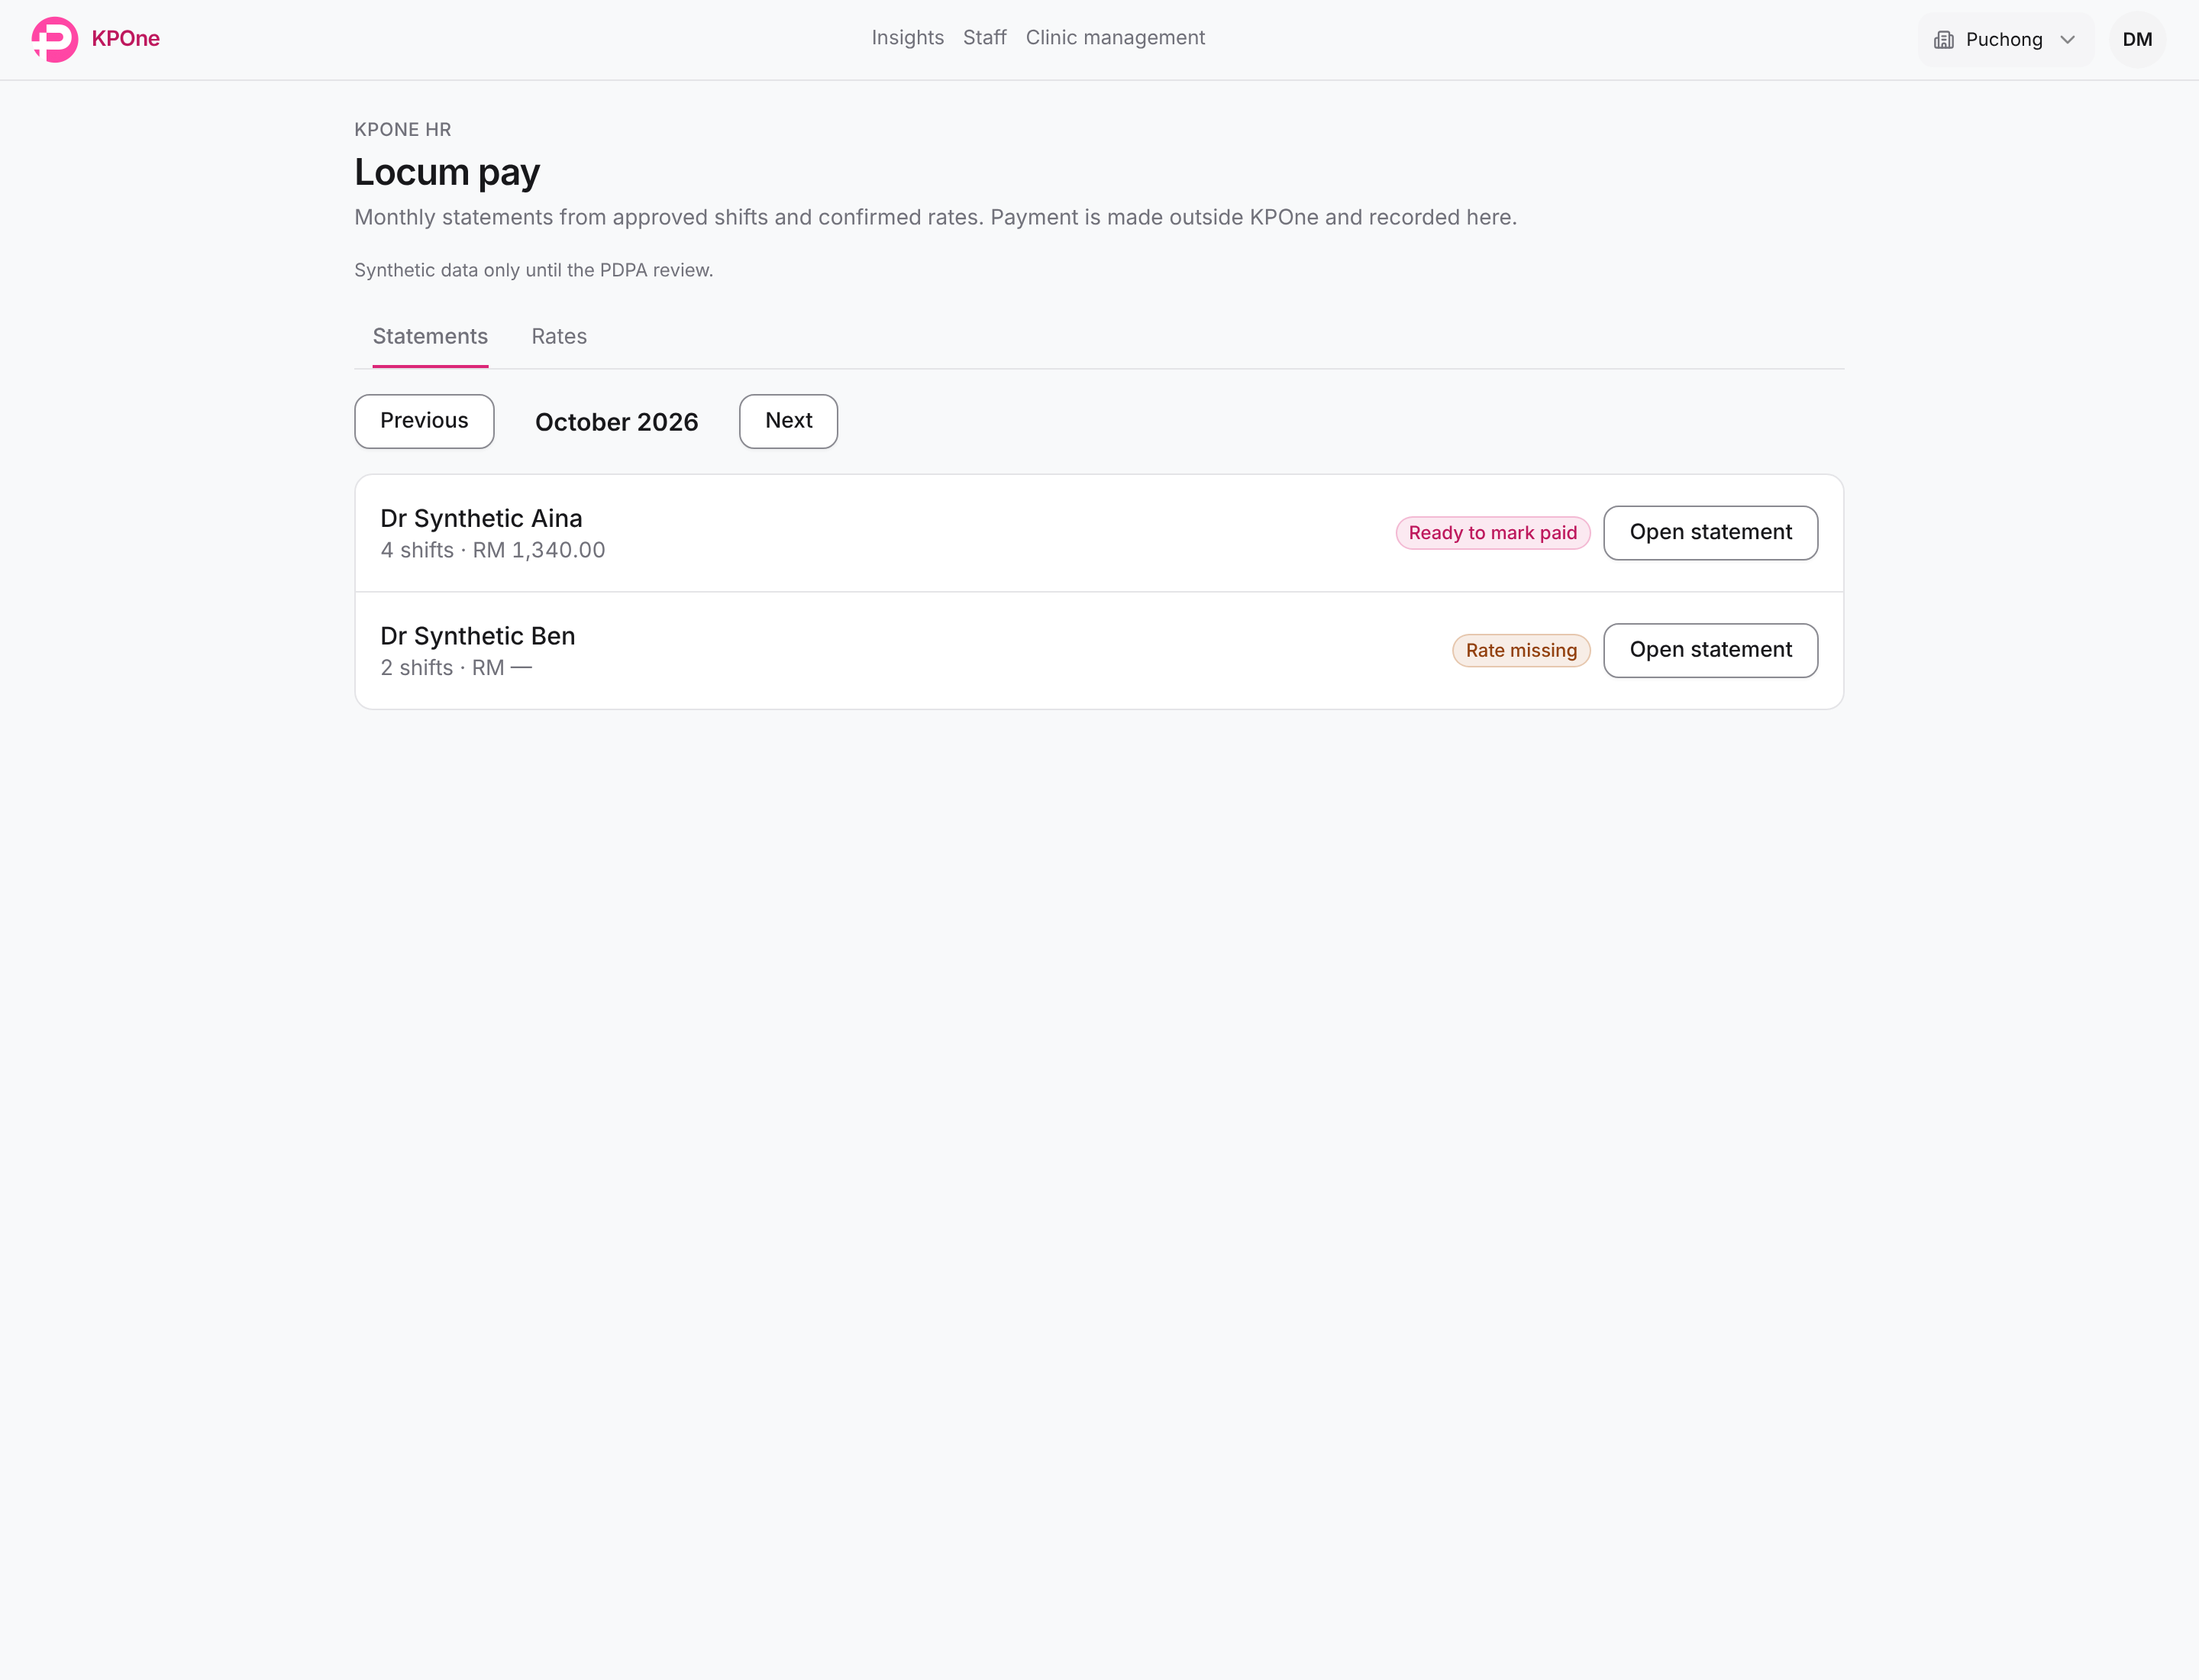 KPOne
Insights Staff Clinic management
Puchong
DM
KPONE HR
Locum pay
Monthly statements from approved shifts and confirmed rates. Payment is made outside KPOne and recorded here.
Synthetic data only until the PDPA review.
Statements Rates
Previous October 2026 Next
Dr Synthetic Aina
4 shifts · RM 1,340.00
Ready to mark paid Open statement
Dr Synthetic Ben
2 shifts · RM —
Rate missing Open statement